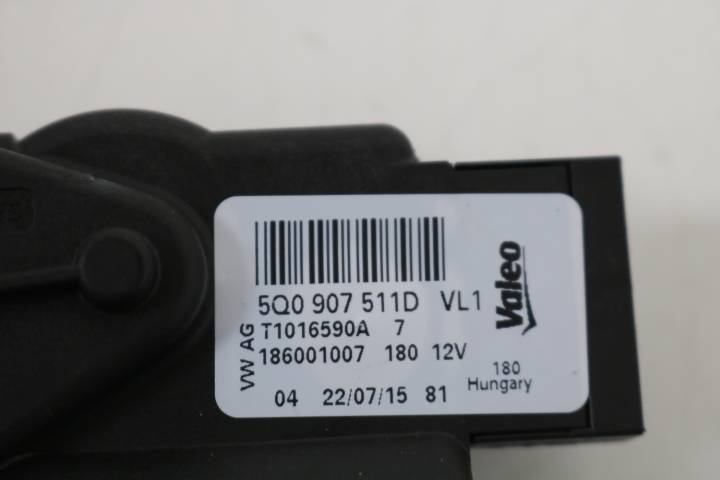 5Q0 907 511D VL1
VW AG
T1016590A 7
186001007 180 12V
04 22/07/15 81
Valeo
180
Hungary